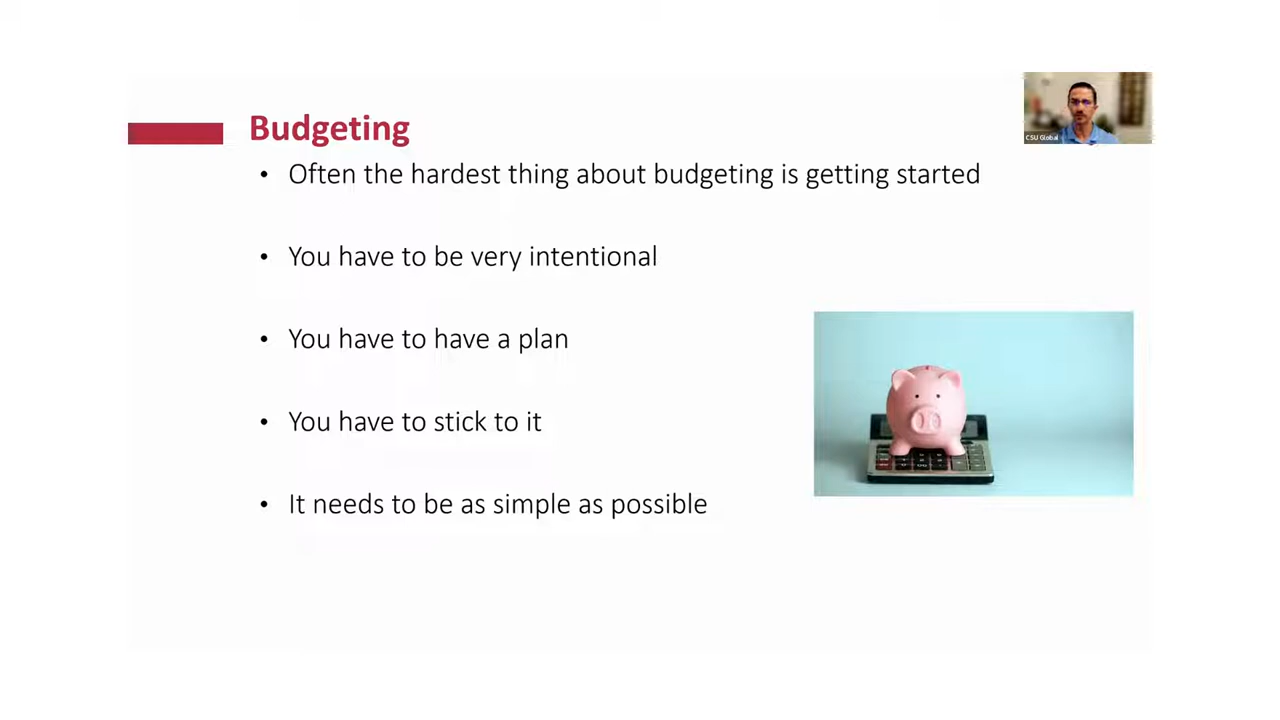 Budgeting
CSU Global
• Often the hardest thing about budgeting is getting started
• You have to be very intentional
• You have to have a plan
• You have to stick to it
• It needs to be as simple as possible